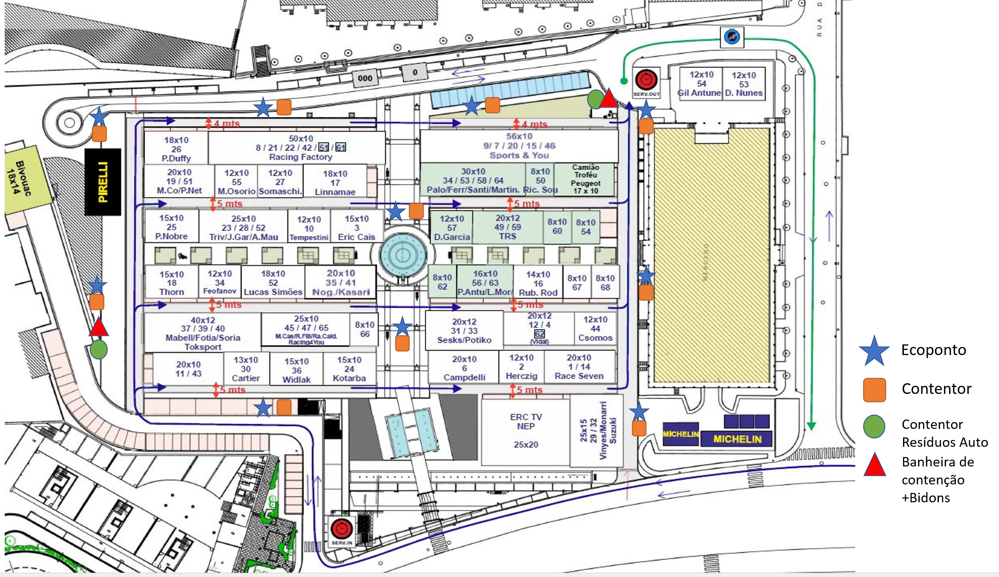 RUA D
000
0
SERV.OUT
12x10
54
Gil Antune
12x10
53
D. Nunes
4 mts
4 mts
18x10
26
P.Duffy
50x10
8 / 21 / 22 / 42 / 51 / 61
Racing Factory
56x10
9/ 7 / 20 / 15 / 46
Sports & You
Bivouac
18x14
PIRELLI
20x10
19 / 51
M.Co/P.Net
12x10
55
M.Osorio
12x10
27
Somaschi.
18x10
17
Linnamae
30x10
34 / 53 / 58 / 64
Palo/Ferr/Santi/Martin.
8x10
50
Ric. Sou
Camião
Troféu
Peugeot
17 x 10
5 mts
5 mts
15x10
25
P.Nobre
25x10
23 / 28 / 52
Triv/J.Gar/A.Mau
12x10
10
Tempestini
15x10
3
Eric Cais
12x10
57
D.Garcia
20x12
49 / 59
TRS
8x10
60
8x10
54
MERCADO
15x10
18
Thorn
12x10
34
Feofanov
18x10
52
Lucas Simões
20x10
35 / 41
Nog./Kasari
8x10
62
16x10
56 / 63
P.Antu/L.Mor/
14x10
16
Rub. Rod
8x10
67
8x10
68
5 mts
5 mts
40x12
37 / 39 / 40
Mabell/Fotia/Soria
Toksport
25x10
45 / 47 / 65
M.Cas/R.Fill/Ra.Cald.
Racing4You
8x10
66
20x12
31 / 33
Sesks/Potiko
20x12
12 / 4
62
(Vidal)
12x10
44
Csomos
20x10
11 / 43
13x10
30
Cartier
15x10
36
Widlak
15x10
24
Kotarba
20x10
6
Campdelli
12x10
2
Herczig
20x10
1 / 14
Race Seven
5 mts
5 mts
ERC TV
NEP
25x20
25x15
29 / 32
Vinyes/Monarri
Suzuki
MICHELIN
MICHELIN
SERV.IN
Ecoponto
Contentor
Contentor
Resíduos Auto
Banheira de
contenção
+Bidons